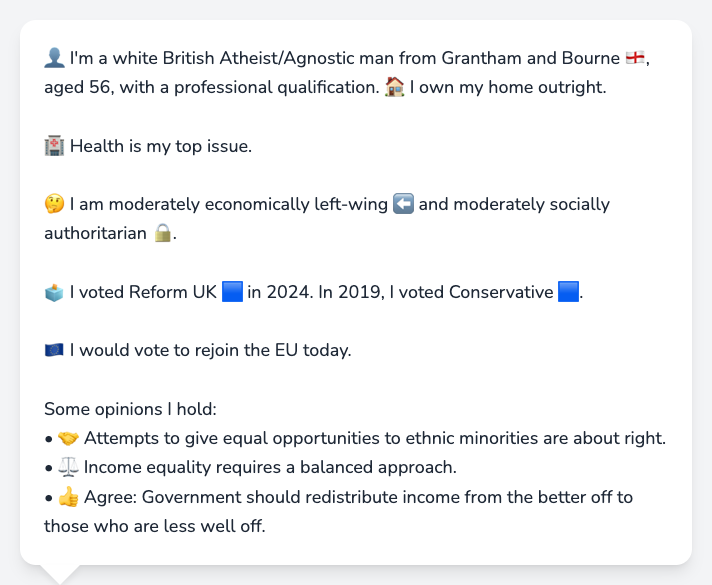 👤 I'm a white British Atheist/Agnostic man from Grantham and Bourne 🏴󠁧󠁢󠁥󠁮󠁧󠁿,
aged 56, with a professional qualification. 🏠 I own my home outright.
🏥 Health is my top issue.
🤔 I am moderately economically left-wing ⬅️ and moderately socially
authoritarian 🔒.
🗳️ I voted Reform UK 🟦 in 2024. In 2019, I voted Conservative 🟦.
🇪🇺 I would vote to rejoin the EU today.
Some opinions I hold:
• 🤝 Attempts to give equal opportunities to ethnic minorities are about right.
• ⚖️ Income equality requires a balanced approach.
• 👍 Agree: Government should redistribute income from the better off to
those who are less well off.